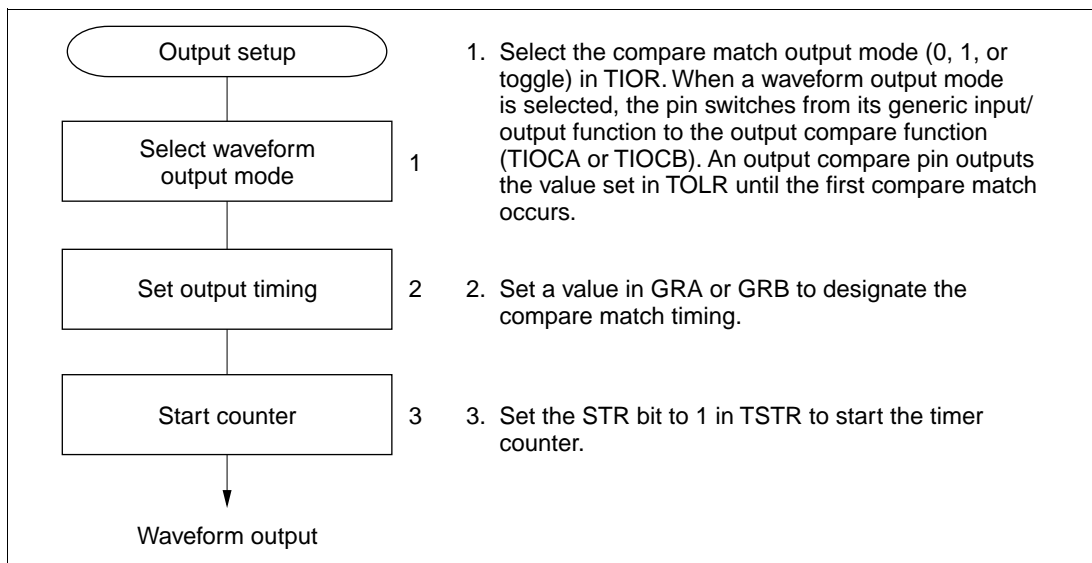 Output setup
Select waveform
output mode
1
1. Select the compare match output mode (0, 1, or
toggle) in TIOR. When a waveform output mode
is selected, the pin switches from its generic input/
output function to the output compare function
(TIOCA or TIOCB). An output compare pin outputs
the value set in TOLR until the first compare match
occurs.
Set output timing
2
2. Set a value in GRA or GRB to designate the
compare match timing.
Start counter
3
3. Set the STR bit to 1 in TSTR to start the timer
counter.
Waveform output